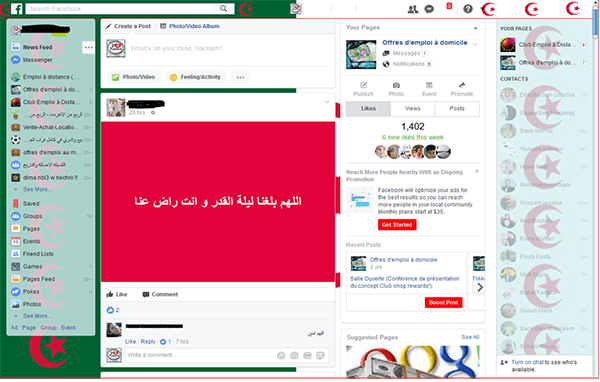 Search Facebook
News Feed
Messenger
Emploi à distance (
Offres d'emploi à do
Club Emploi à Dista
Vente-Achat-Locatio...
offres d'emploi au m
dima nbi3 w nechrii !!
See More...
Saved
Groups
Pages
Events
Friend Lists
Games
Pages Feed
Pokes
Photos
See More...
Ad Page Group Event
Create a Post
Photo/Video Album
What's on your mind, Hachem?
Photo/Video
Feeling/Activity
20 hrs
اللهم بلغنا ليلة القدر و انت راض عنا
Like
Comment
2
اللهم امين
Like · Reply · 1 · 7 hrs
Write a comment...
Your Pages
Offres d'emploi à domicile
Messages 1
Notifications 8
Publish
Photo
Event
Promote
Likes
Views
Posts
1,402
6 new likes this week
Reach More People Nearby With an Ongoing Promotion
Facebook will optimize your ads for
the best results so you can reach
more people in your local community.
Monthly plans start at $35.
Get Started
Recent Posts
Offres d'emploi à domicile
2 yrs
Salle Ouverte (Conférence de présentation
du concept Club shop rewards!)
Boost Post
Suggested Pages
See All
YOUR PAGES
Club Emploi à Dista...
Offres d'emploi à do...
CONTACTS
Turn on chat to see who's
available.